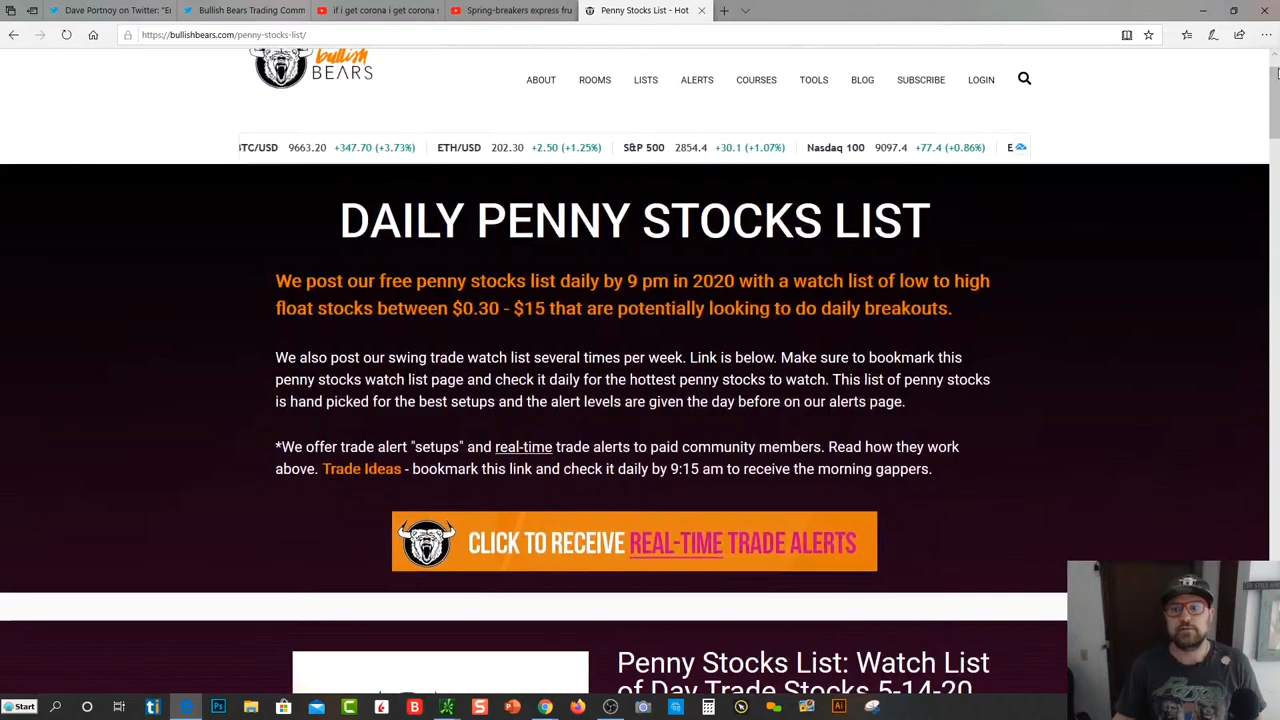 Dave Portnoy on Twitter: "E
Bullish Bears Trading Comm
if i get corona i get corona s
Spring-breakers express fru
Penny Stocks List - Hot
https://bullishbears.com/penny-stocks-list/
bullish
BEARS
ABOUT ROOMS LISTS ALERTS COURSES TOOLS BLOG SUBSCRIBE LOGIN
TC/USD 9663.20 +347.70 (+3.73%) ETH/USD 202.30 +2.50 (+1.25%) S&P 500 2854.4 +30.1 (+1.07%) Nasdaq 100 9097.4 +77.4 (+0.86%) E
DAILY PENNY STOCKS LIST
We post our free penny stocks list daily by 9 pm in 2020 with a watch list of low to high
float stocks between $0.30 - $15 that are potentially looking to do daily breakouts.
We also post our swing trade watch list several times per week. Link is below. Make sure to bookmark this
penny stocks watch list page and check it daily for the hottest penny stocks to watch. This list of penny stocks
is hand picked for the best setups and the alert levels are given the day before on our alerts page.
*We offer trade alert "setups" and real-time trade alerts to paid community members. Read how they work
above. Trade Ideas - bookmark this link and check it daily by 9:15 am to receive the morning gappers.
CLICK TO RECEIVE REAL-TIME TRADE ALERTS
Penny Stocks List: Watch List
of Day Trade Stocks 5-14-20
Start